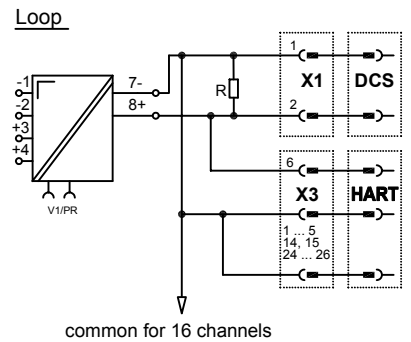 Loop
-1
-2
+3
+4
7-
8+
V1/PR
R
1
2
X1
DCS
6
X3
HART
1 ... 5
14, 15
24 ... 26
common for 16 channels